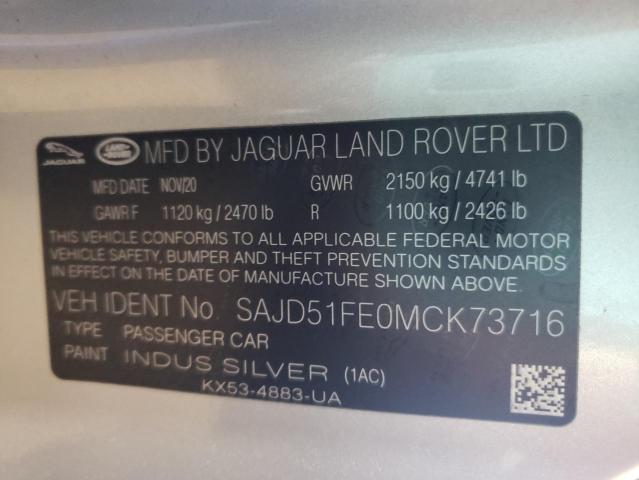 JAGUAR LAND ROVER MFD BY JAGUAR LAND ROVER LTD
MFD DATE NOV/20 GVWR 2150 kg / 4741 lb
GAWR F 1120 kg / 2470 lb R 1100 kg / 2426 lb
THIS VEHICLE CONFORMS TO ALL APPLICABLE FEDERAL MOTOR
VEHICLE SAFETY, BUMPER AND THEFT PREVENTION STANDARDS
IN EFFECT ON THE DATE OF MANUFACTURE SHOWN ABOVE.
VEH IDENT No. SAJD51FE0MCK73716
TYPE PASSENGER CAR
PAINT INDUS SILVER (1AC)
KX53-4883-UA